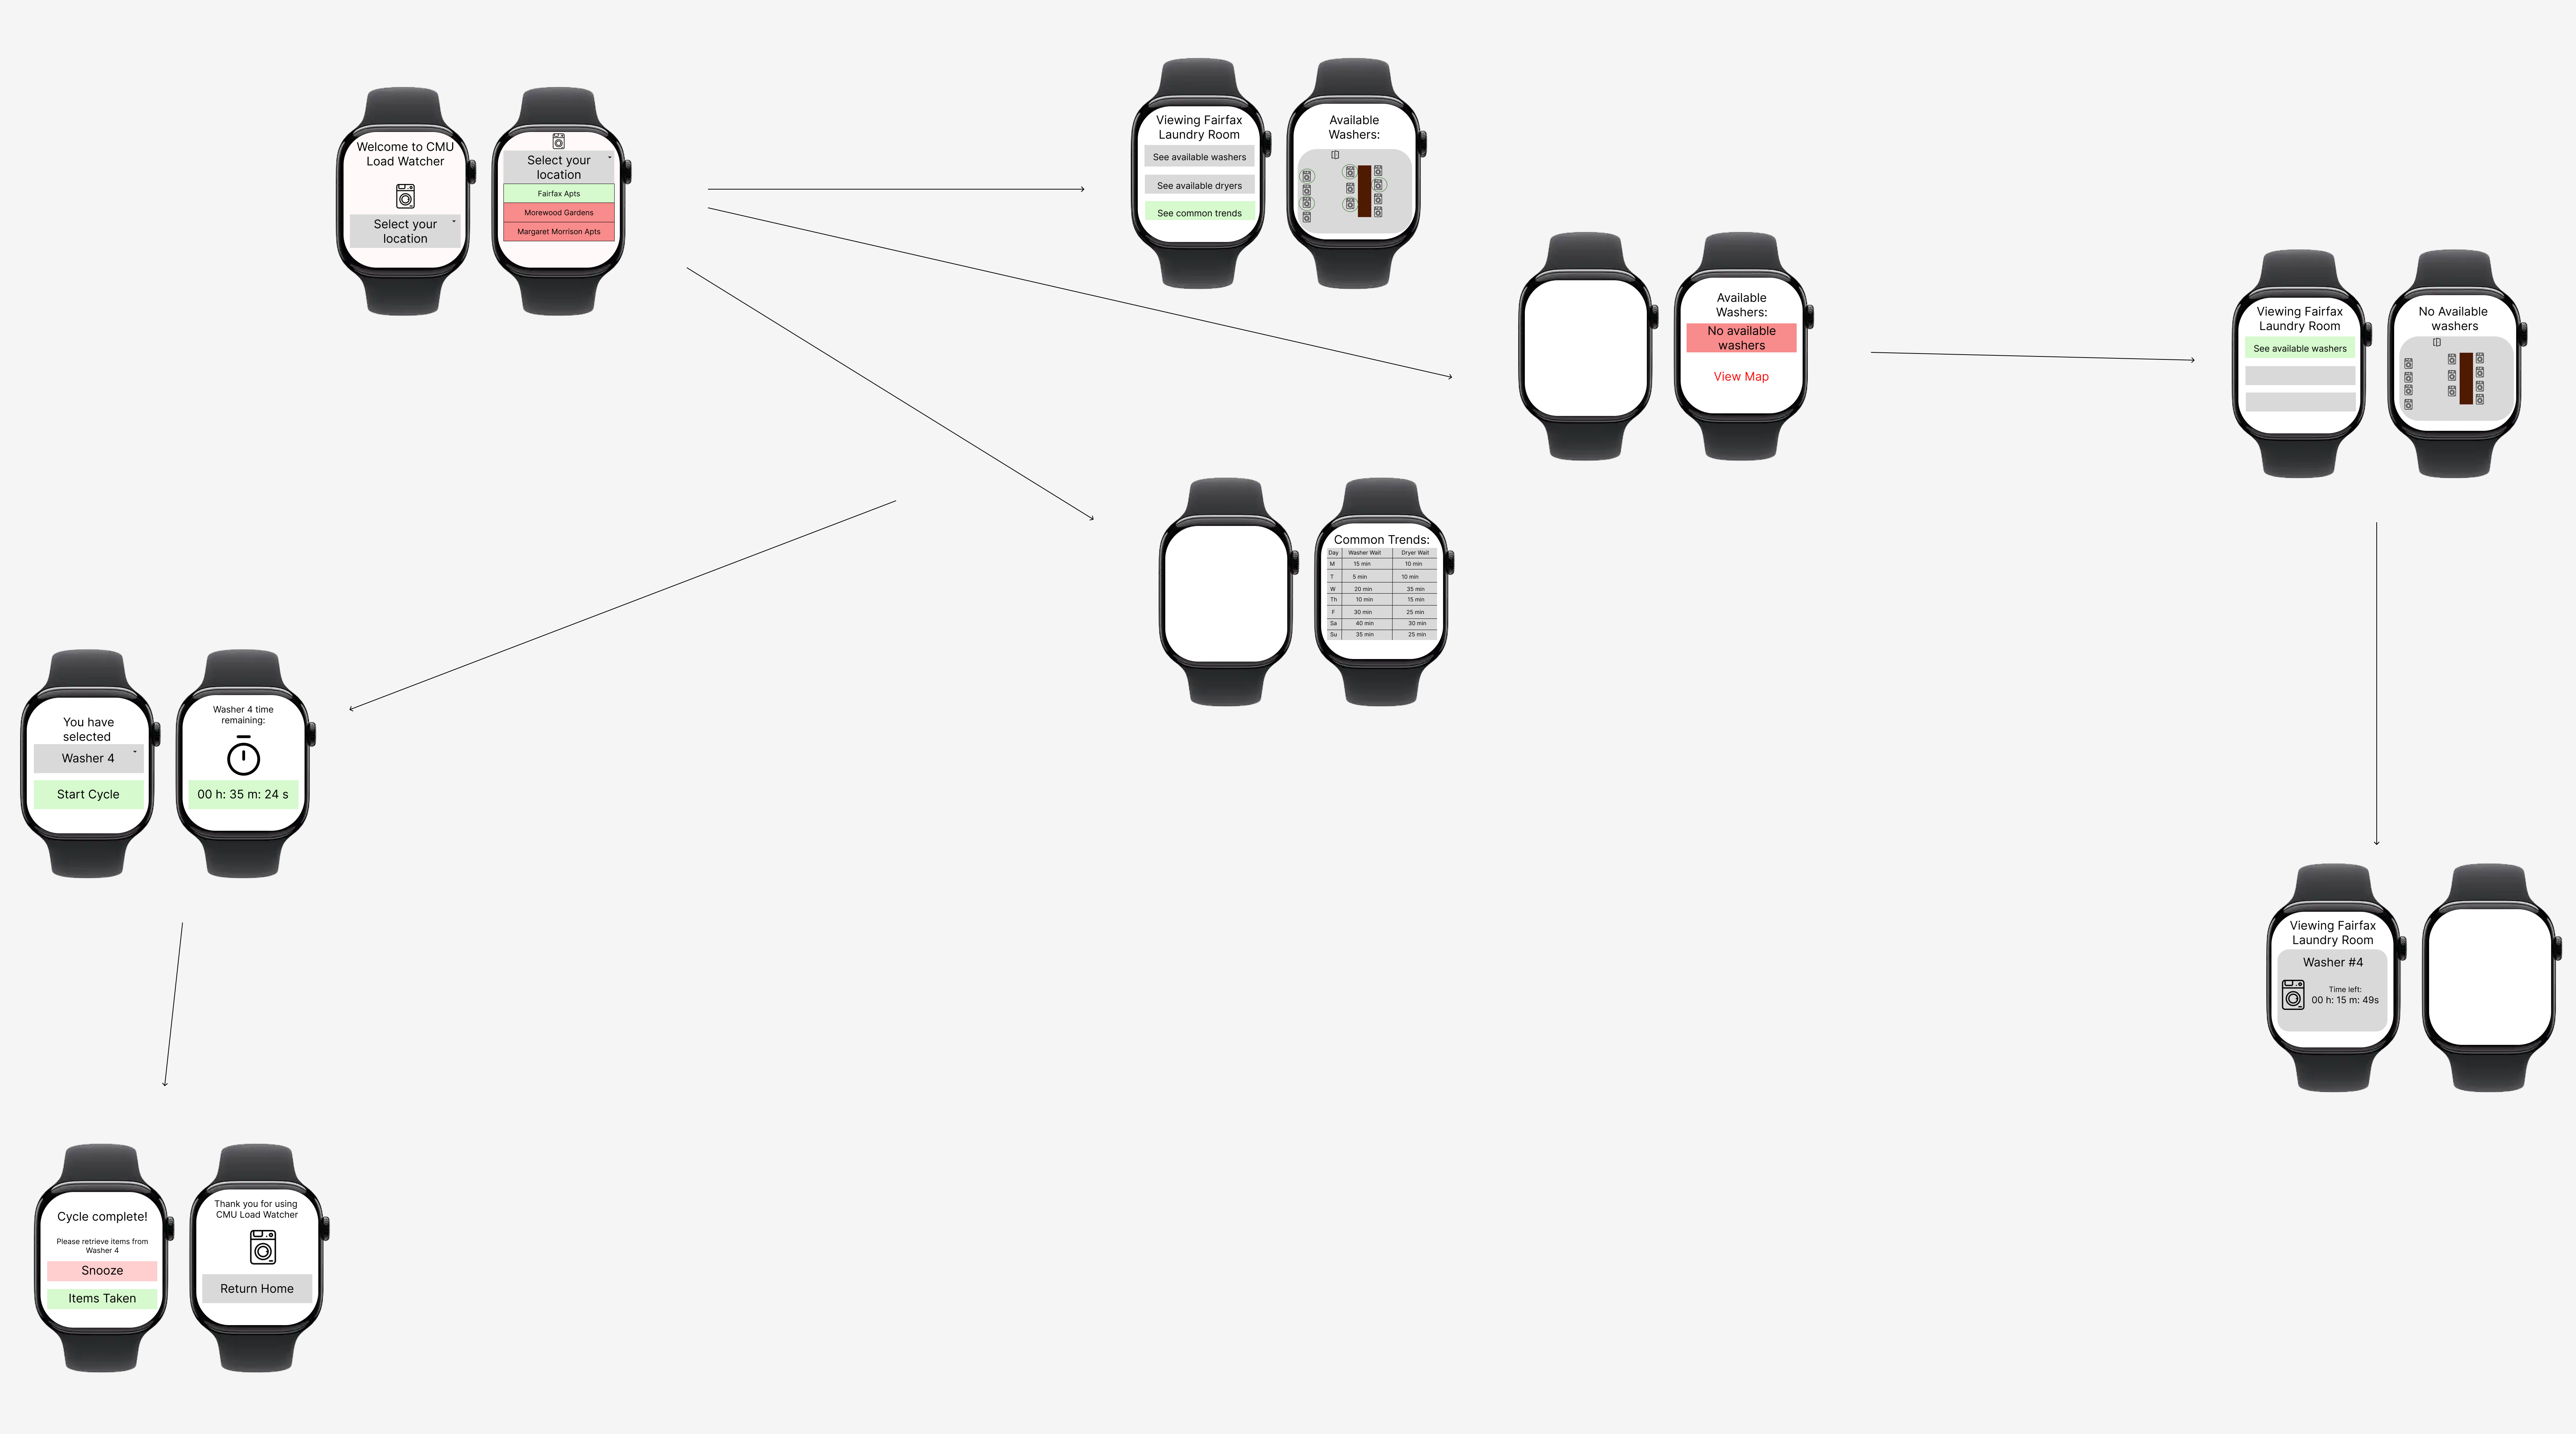 Welcome to CMU
Load Watcher
Select your
location
Select your
location
Fairfax Apts
Morewood Gardens
Margaret Morrison Apts
Viewing Fairfax
Laundry Room
See available washers
See available dryers
See common trends
Available
Washers:
Available
Washers:
No available
washers
View Map
Viewing Fairfax
Laundry Room
See available washers
No Available
washers
Common Trends:
Day Washer Wait Dryer Wait
M 15 min 10 min
T 5 min 10 min
W 20 min 35 min
Th 10 min 15 min
F 30 min 25 min
Sa 40 min 30 min
Su 35 min 25 min
You have
selected
Washer 4
Start Cycle
Washer 4 time
remaining:
00 h: 35 m: 24 s
Viewing Fairfax
Laundry Room
Washer #4
Time left:
00 h: 15 m: 49s
Cycle complete!
Please retrieve items from
Washer 4
Snooze
Items Taken
Thank you for using
CMU Load Watcher
Return Home